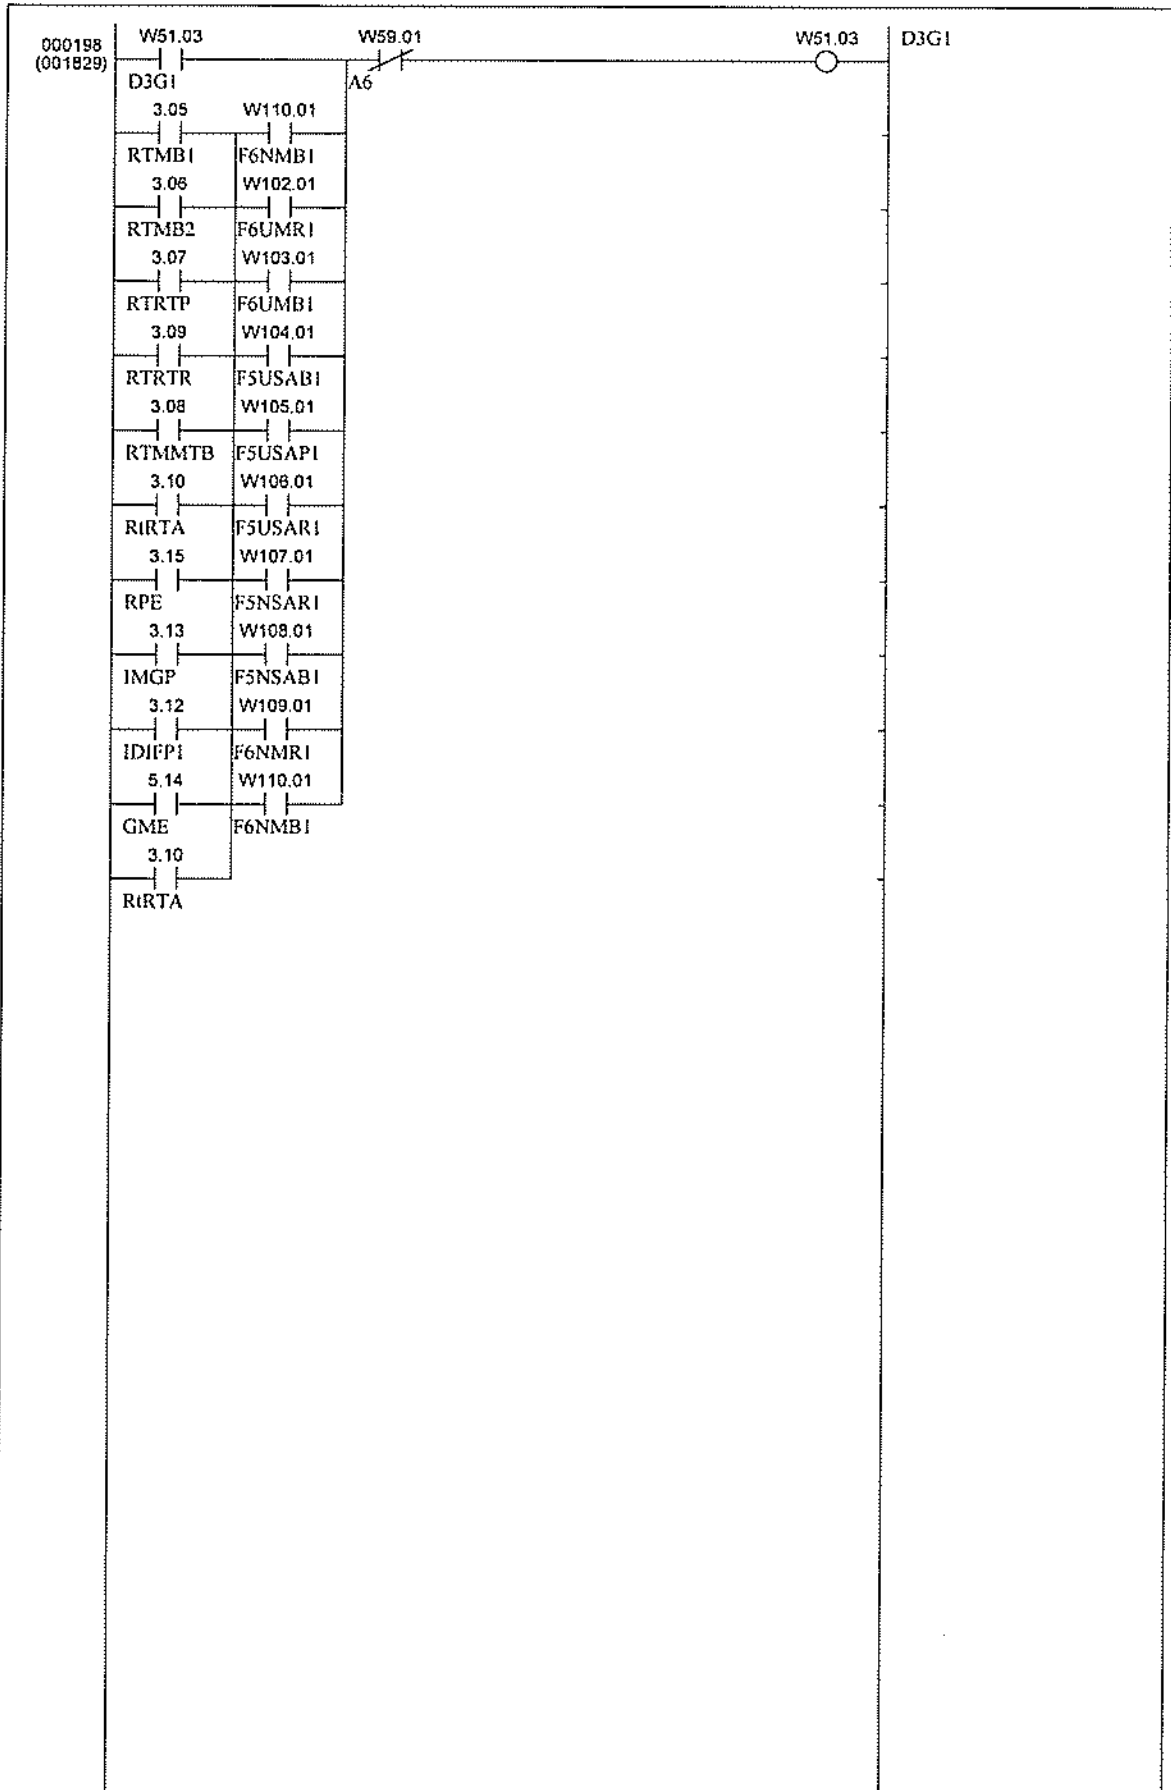 000198 W51.03 W59.01 W51.03 D3G1
(001829)
D3G1 A6
3.05 W110.01
RTMB1 F6NMB1
3.06 W102.01
RTMB2 F6UMR1
3.07 W103.01
RTRTP F6UMB1
3.09 W104.01
RTRTR F5USAB1
3.08 W105.01
RTMMTB F5USAP1
3.10 W106.01
RtRTA F5USAR1
3.15 W107.01
RPE F5NSAR1
3.13 W108.01
IMGP F5NSAB1
3.12 W109.01
IDIFP1 F6NMR1
5.14 W110.01
GME F6NMB1
3.10
RtRTA